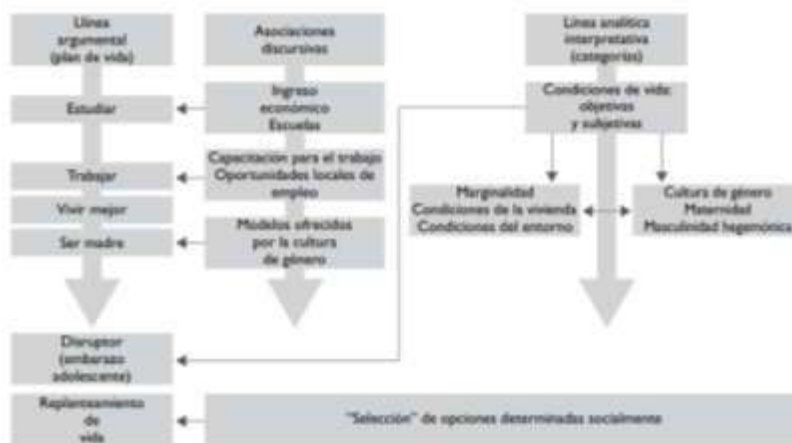 Línea
argumental
(plan de vida)
Asociaciones
discursivas
Línea analítica
interpretativa
(categorías)
Estudiar
Ingreso
económico
Escuelas
Condiciones de vida:
objetivas
y subjetivas
Trabajar
Capacitación para el trabajo
Oportunidades locales de
empleo
Vivir mejor
Marginalidad
Condiciones de la vivienda
Condiciones del entorno
Cultura de género
Maternidad
Masculinidad hegemónica
Ser madre
Modelos ofrecidos
por la cultura
de género
Disruptor
(embarazo
adolescente)
Replanteamiento
de
vida
"Selección" de opciones determinadas socialmente